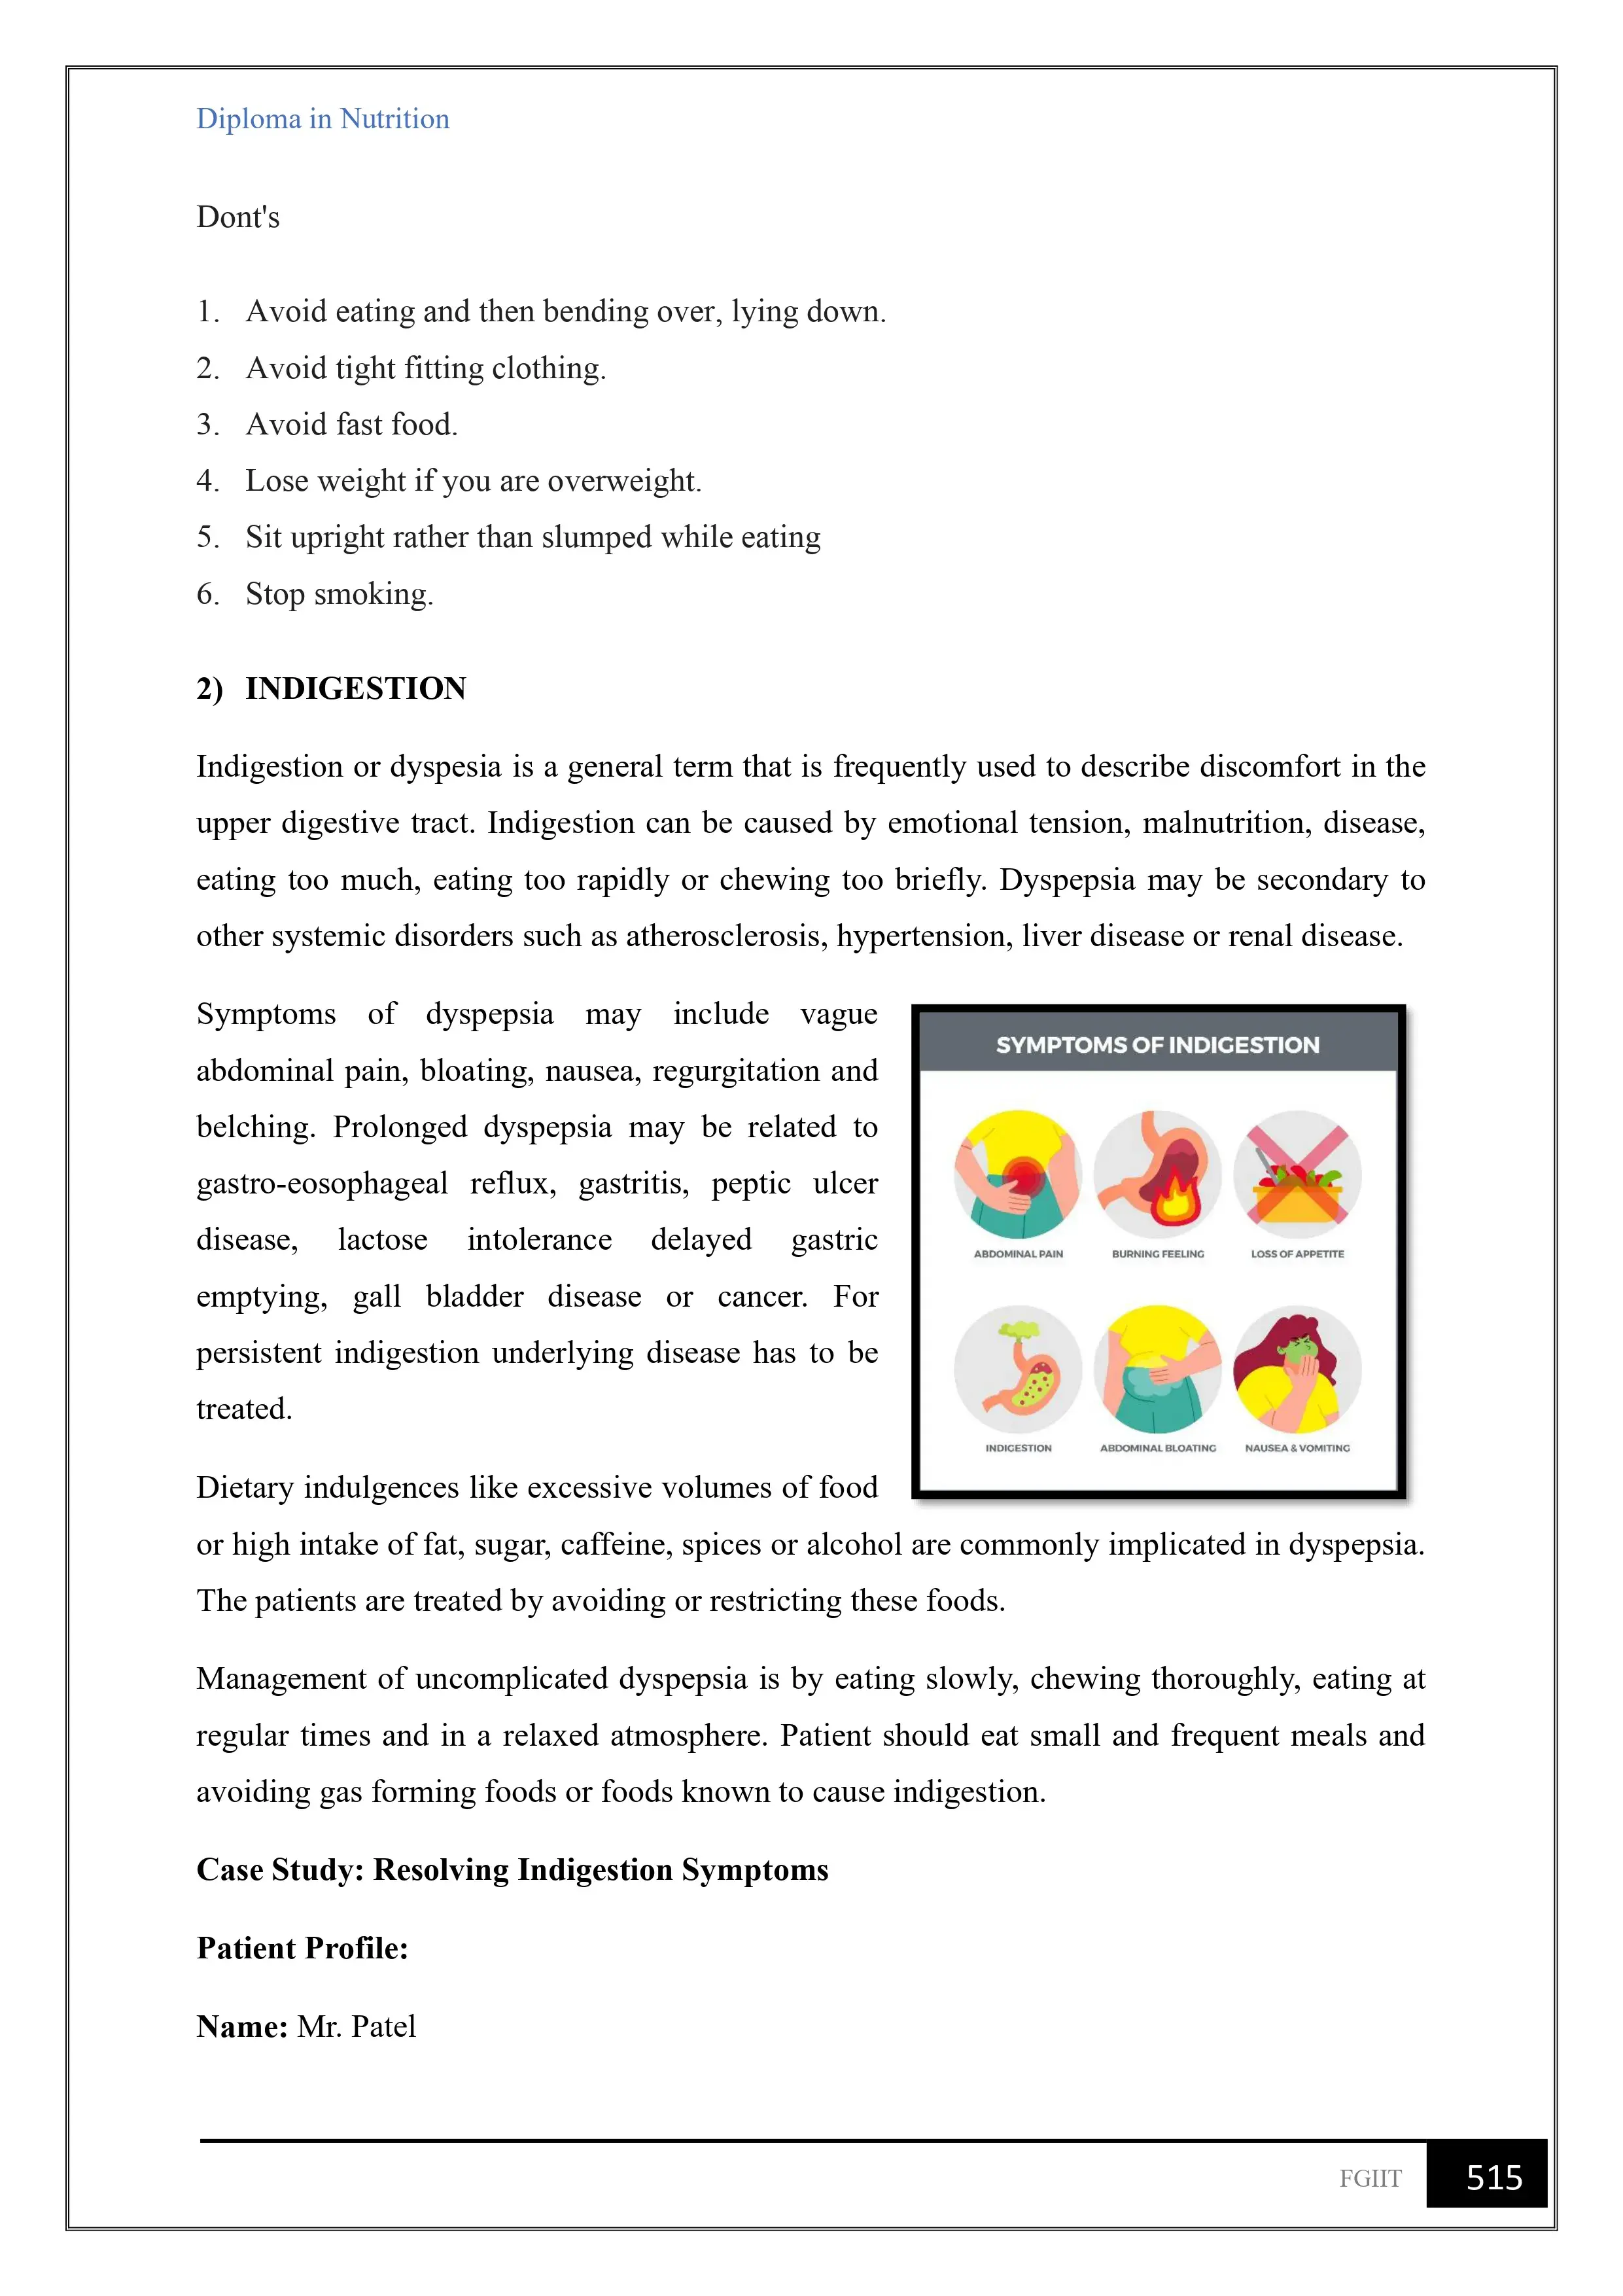 Diploma in Nutrition
Dont's
1. Avoid eating and then bending over, lying down.
2. Avoid tight fitting clothing.
3. Avoid fast food.
4. Lose weight if you are overweight.
5. Sit upright rather than slumped while eating
6. Stop smoking.
2) INDIGESTION
Indigestion or dyspesia is a general term that is frequently used to describe discomfort in the
upper digestive tract. Indigestion can be caused by emotional tension, malnutrition, disease,
eating too much, eating too rapidly or chewing too briefly. Dyspepsia may be secondary to
other systemic disorders such as atherosclerosis, hypertension, liver disease or renal disease.
Symptoms of dyspepsia may include vague
abdominal pain, bloating, nausea, regurgitation and
belching. Prolonged dyspepsia may be related to
gastro-eosophageal reflux, gastritis, peptic ulcer
disease, lactose intolerance delayed gastric
emptying, gall bladder disease or cancer. For
persistent indigestion underlying disease has to be
treated.
SYMPTOMS OF INDIGESTION
ABDOMINAL PAIN
BURNING FEELING
LOSS OF APPETITE
INDIGESTION
ABDOMINAL BLOATING
NAUSEA & VOMITING
Dietary indulgences like excessive volumes of food
or high intake of fat, sugar, caffeine, spices or alcohol are commonly implicated in dyspepsia.
The patients are treated by avoiding or restricting these foods.
Management of uncomplicated dyspepsia is by eating slowly, chewing thoroughly, eating at
regular times and in a relaxed atmosphere. Patient should eat small and frequent meals and
avoiding gas forming foods or foods known to cause indigestion.
Case Study: Resolving Indigestion Symptoms
Patient Profile:
Name: Mr. Patel
FGIIT 515